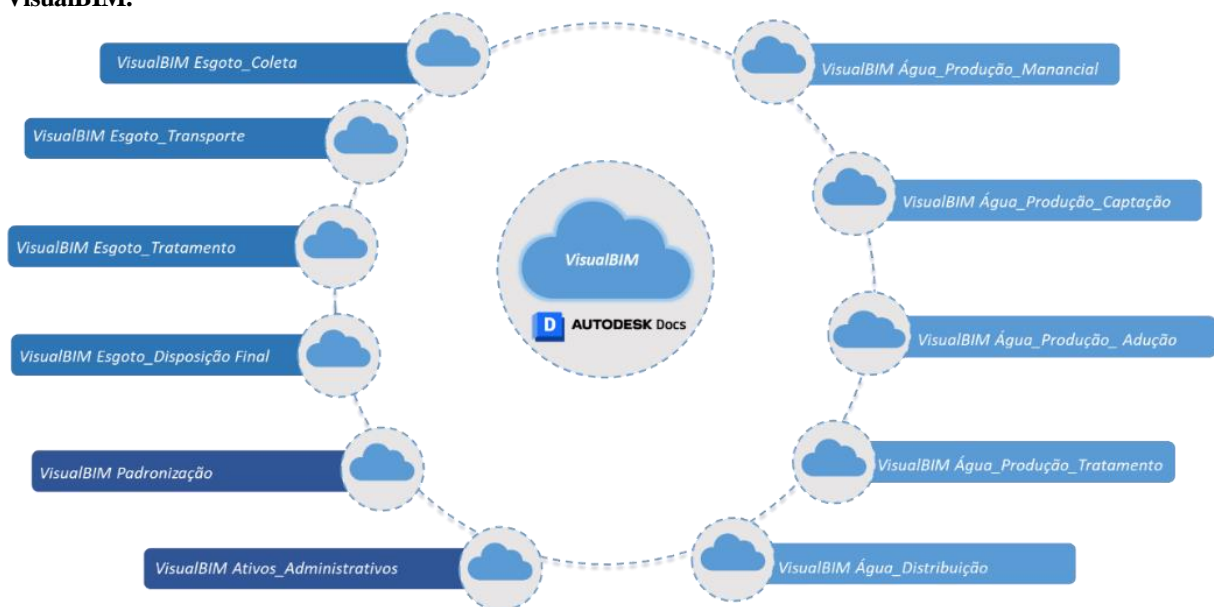 VisualBIM.
VisualBIM Esgoto_Coleta
VisualBIM Água_Produção_Manancial
VisualBIM Esgoto_Transporte
VisualBIM Água_Produção_Captação
VisualBIM Esgoto_Tratamento
VisualBIM
D AUTODESK Docs
VisualBIM Água_Produção_ Adução
VisualBIM Esgoto_Disposição Final
VisualBIM Padronização
VisualBIM Água_Produção_Tratamento
VisualBIM Ativos_Administrativos
VisualBIM Água_Distribuição